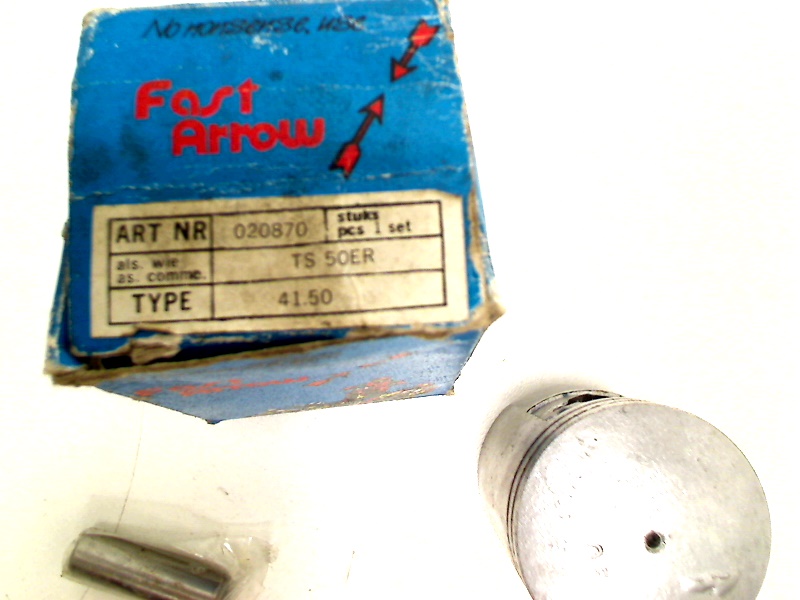 No nonsense, use
Fast
Arrow
ART NR 020870 stuks
pcs 1 set
als. wie
as. comme. TS 50ER
TYPE 41.50